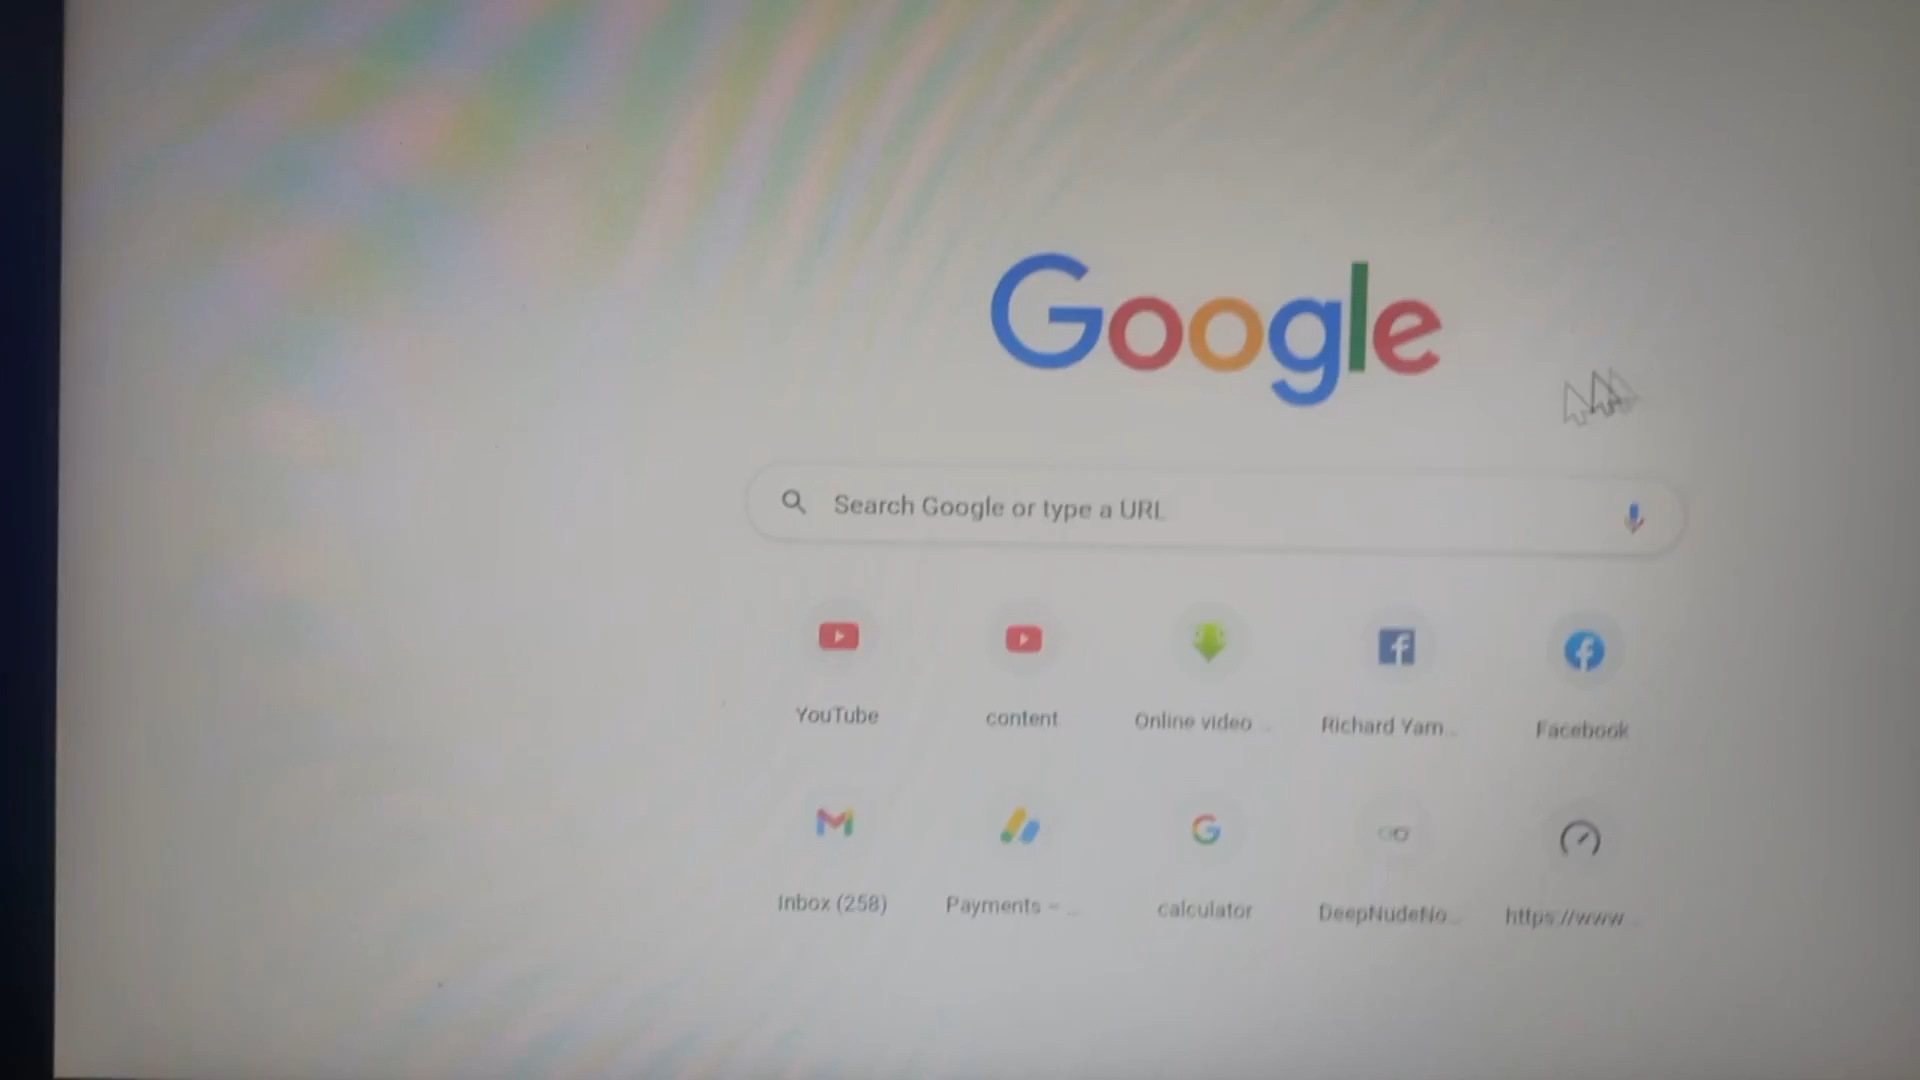 Google
Search Google or type a URL
YouTube
content
Online video ...
Richard Yam...
Facebook
Inbox (258)
Payments – ...
calculator
DeepNudeNo...
https://www...